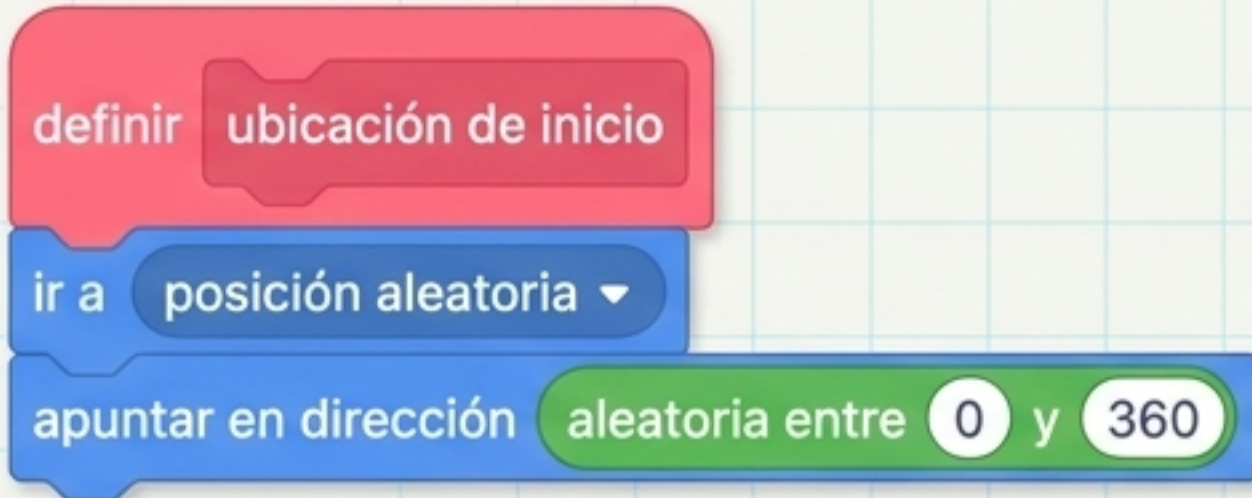 definir ubicación de inicio
ir a posición aleatoria
apuntar en dirección aleatoria entre 0 y 360